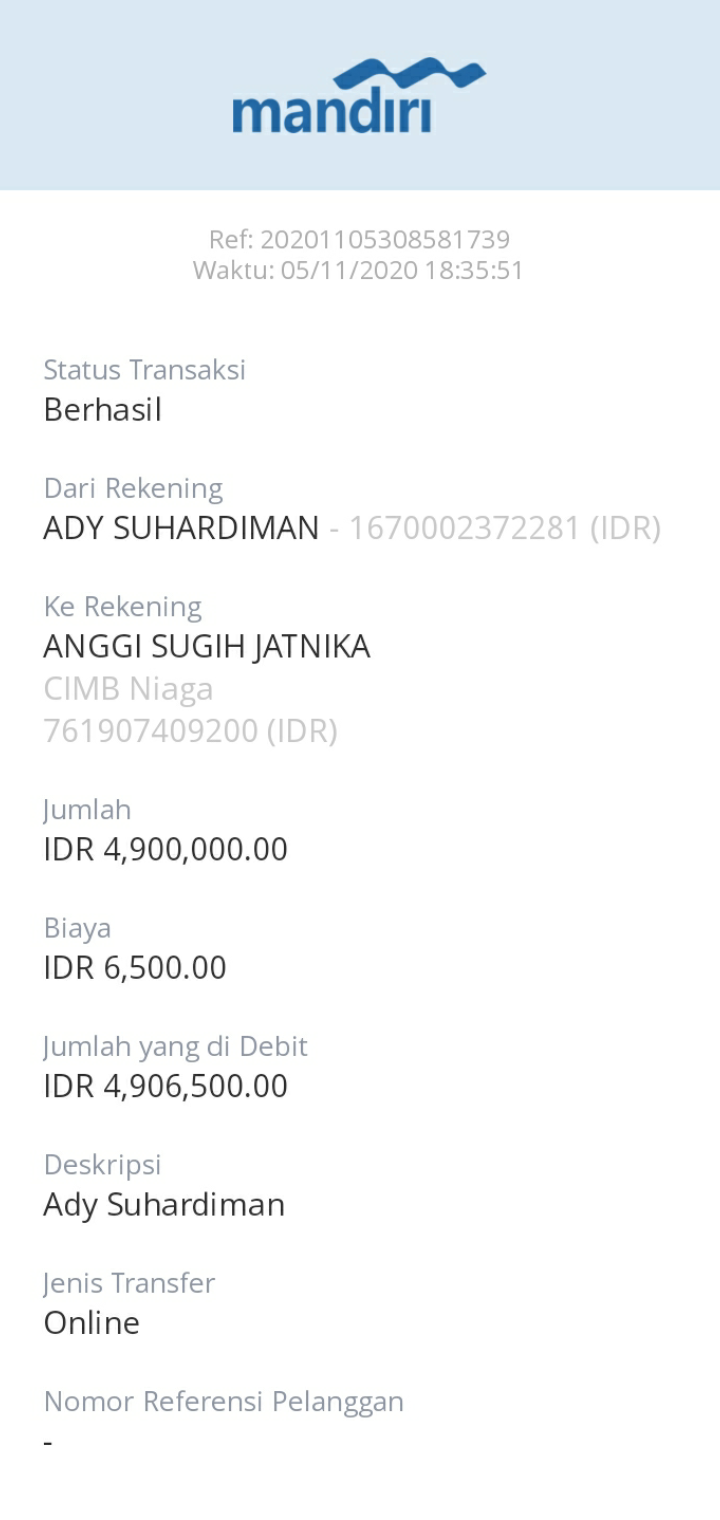 mandiri
Ref: 20201105308581739
Waktu: 05/11/2020 18:35:51
Status Transaksi
Berhasil
Dari Rekening
ADY SUHARDIMAN - 1670002372281 (IDR)
Ke Rekening
ANGGI SUGIH JATNIKA
CIMB Niaga
761907409200 (IDR)
Jumlah
IDR 4,900,000.00
Biaya
IDR 6,500.00
Jumlah yang di Debit
IDR 4,906,500.00
Deskripsi
Ady Suhardiman
Jenis Transfer
Online
Nomor Referensi Pelanggan
-